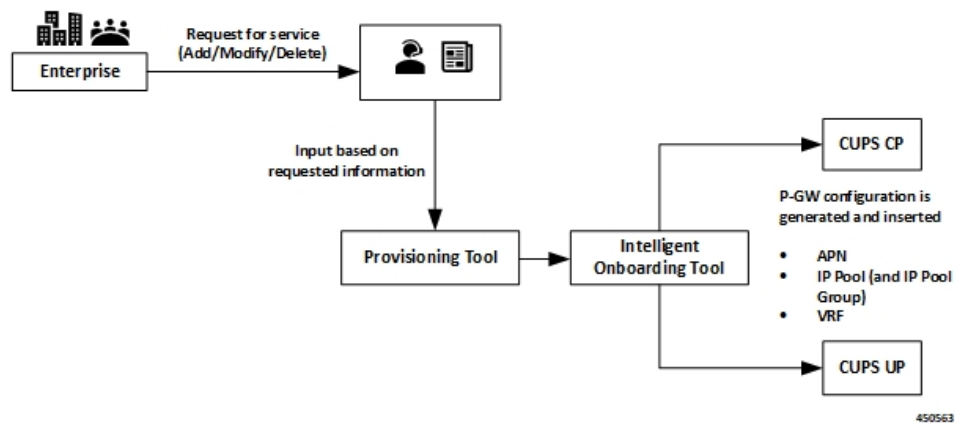 Request for service
(Add/Modify/Delete)
Enterprise
Input based on
requested information
CUPS CP
P-GW configuration is
generated and inserted
• APN
• IP Pool (and IP Pool
Group)
• VRF
Provisioning Tool
Intelligent
Onboarding Tool
CUPS UP
450563